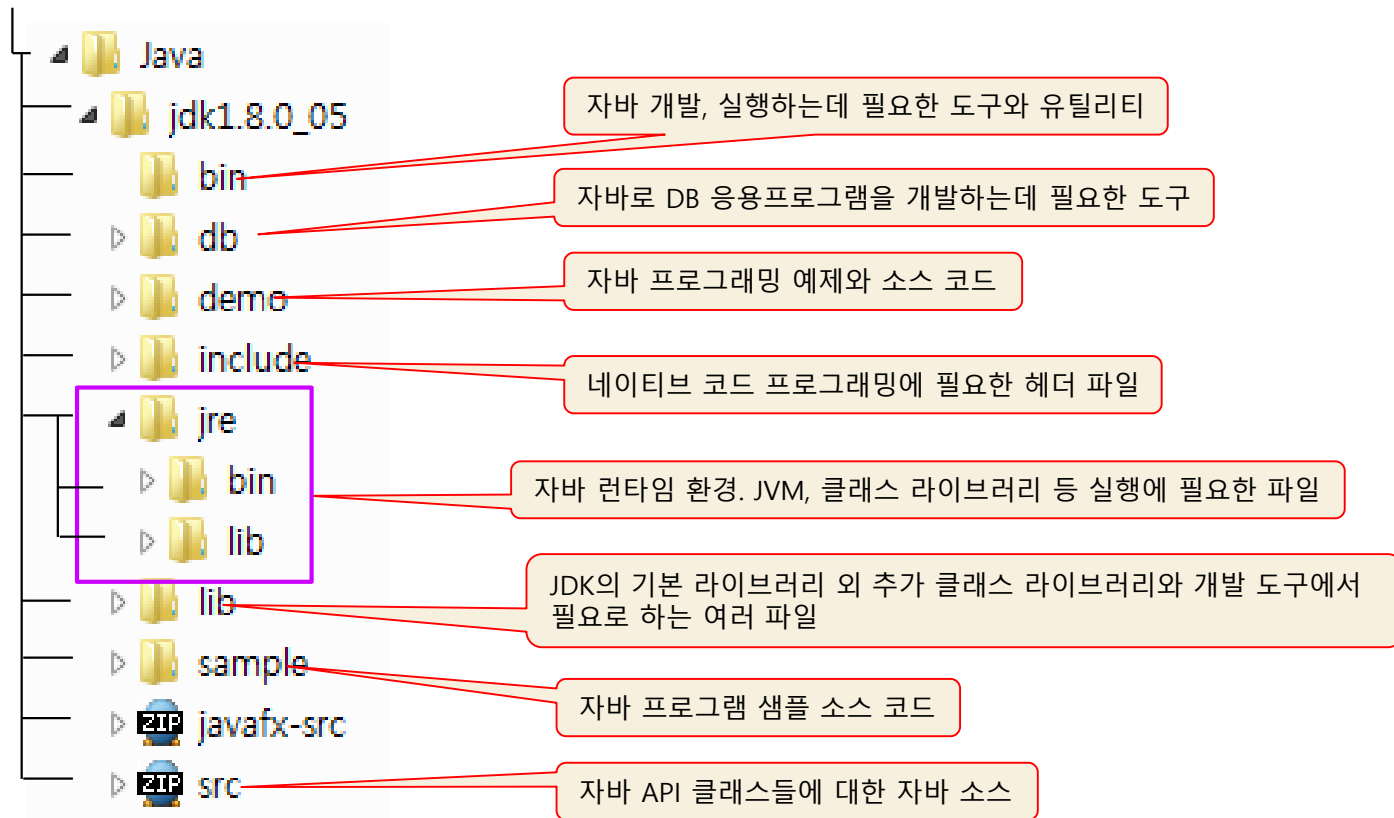 Java
jdk1.8.0_05
자바 개발, 실행하는데 필요한 도구와 유틸리티
bin
자바로 DB 응용프로그램을 개발하는데 필요한 도구
db
자바 프로그래밍 예제와 소스 코드
demo
include
네이티브 코드 프로그래밍에 필요한 헤더 파일
jre
bin
자바 런타임 환경. JVM, 클래스 라이브러리 등 실행에 필요한 파일
lib
JDK의 기본 라이브러리 외 추가 클래스 라이브러리와 개발 도구에서
필요로 하는 여러 파일
lib
sample
자바 프로그램 샘플 소스 코드
ZIP javafx-src
ZIP src
자바 API 클래스들에 대한 자바 소스